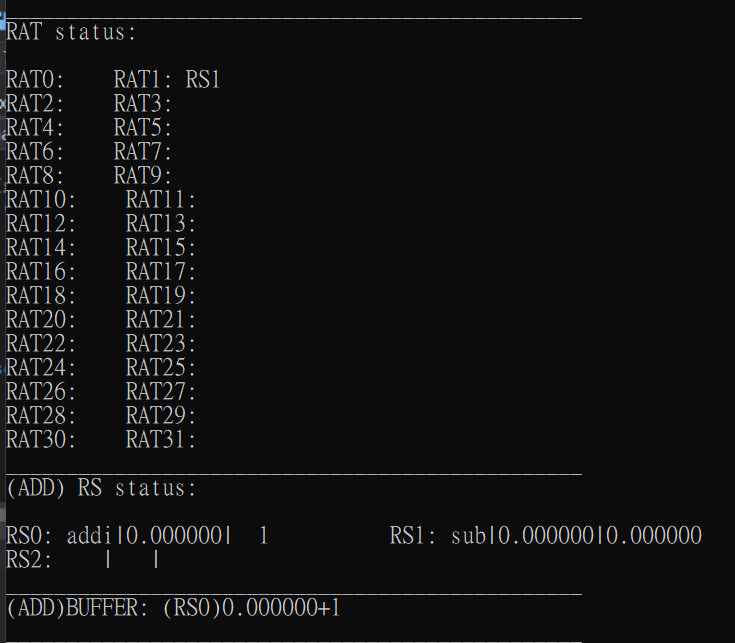 RAT status:
RAT0: RAT1: RS1
RAT2: RAT3:
RAT4: RAT5:
RAT6: RAT7:
RAT8: RAT9:
RAT10: RAT11:
RAT12: RAT13:
RAT14: RAT15:
RAT16: RAT17:
RAT18: RAT19:
RAT20: RAT21:
RAT22: RAT23:
RAT24: RAT25:
RAT26: RAT27:
RAT28: RAT29:
RAT30: RAT31:
(ADD) RS status:
RS0: addi|0.000000| 1 RS1: sub|0.000000|0.000000
RS2: | |
(ADD)BUFFER: (RS0)0.000000+1